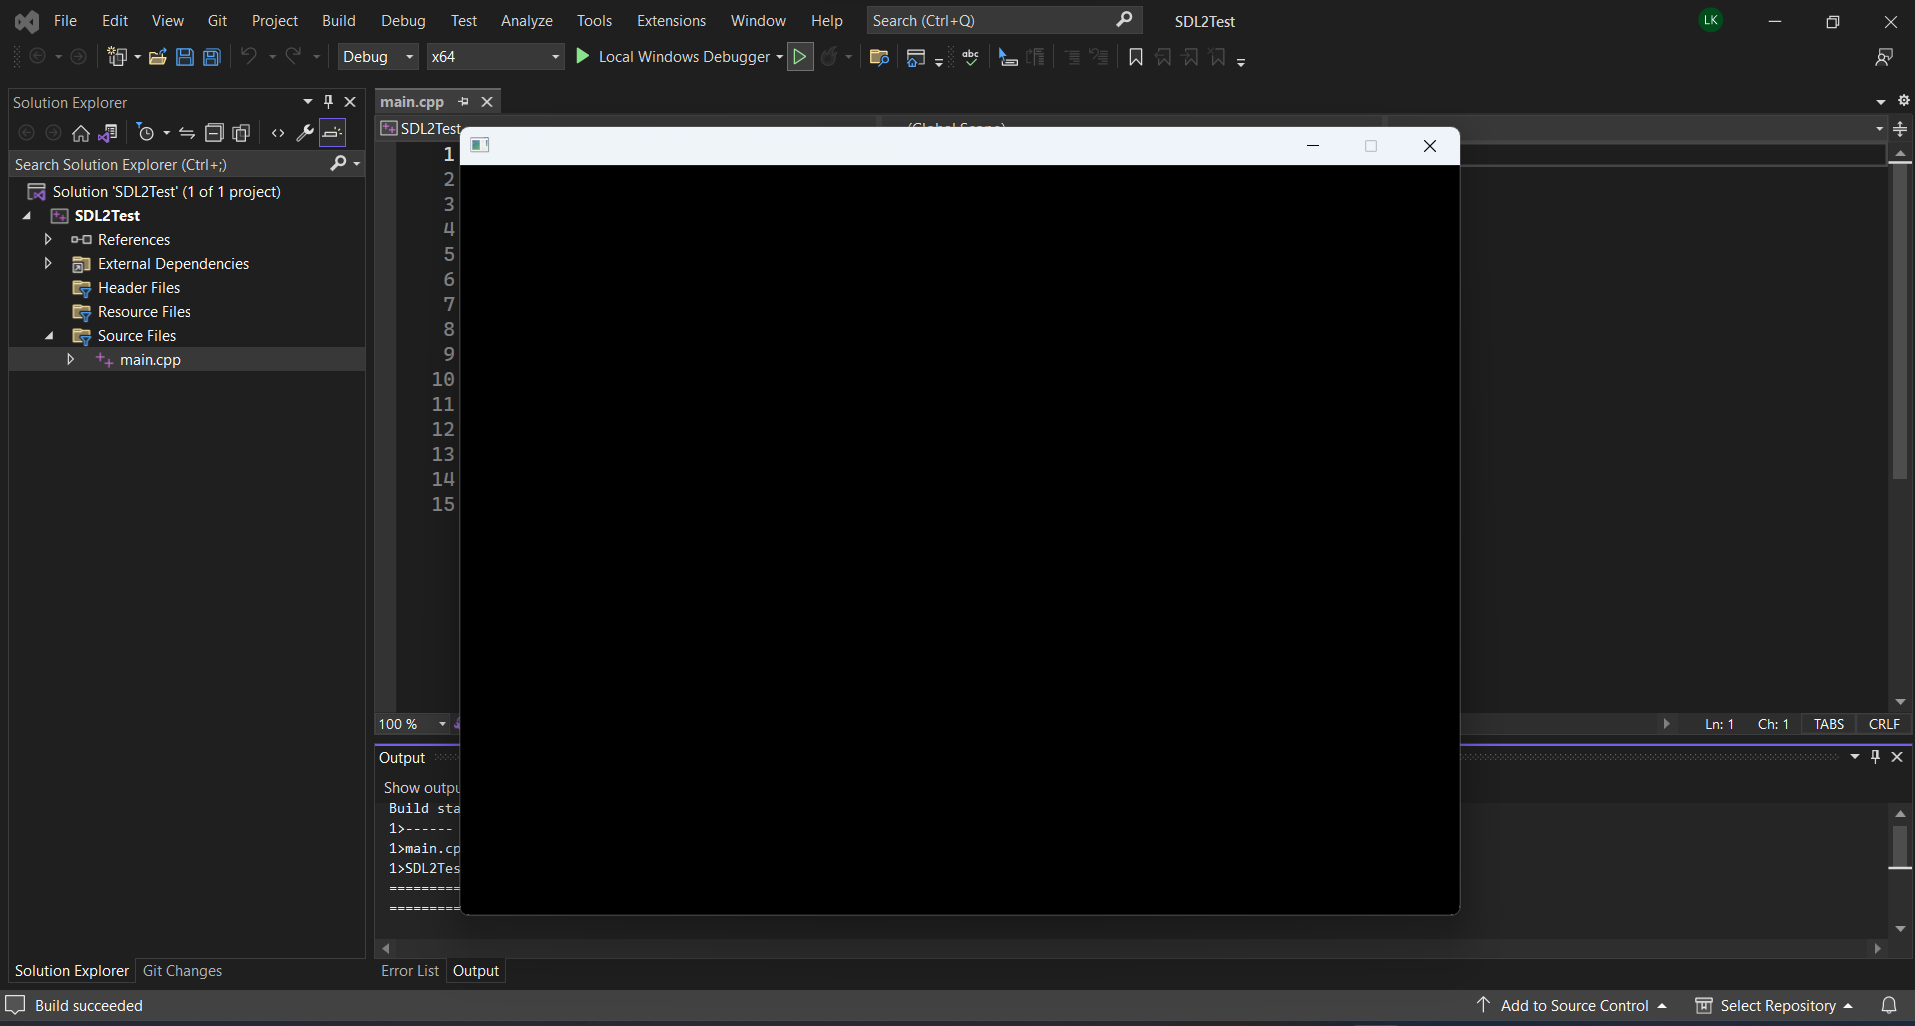 File Edit View Git Project Build Debug Test Analyze Tools Extensions Window Help Search (Ctrl+Q) SDL2Test LK
Debug x64 Local Windows Debugger abc
Solution Explorer
main.cpp
SDL2Test
(Global Scope)
Search Solution Explorer (Ctrl+;)
Solution 'SDL2Test' (1 of 1 project)
SDL2Test
References
External Dependencies
Header Files
Resource Files
Source Files
main.cpp
1
2
3
4
5
6
7
8
9
10
11
12
13
14
15
100 % Ln: 1 Ch: 1 TABS CRLF
Output
Show outpu
Build sta
1>------
1>main.cp
1>SDL2Tes
=========
=========
Solution Explorer Git Changes Error List Output
Build succeeded Add to Source Control Select Repository